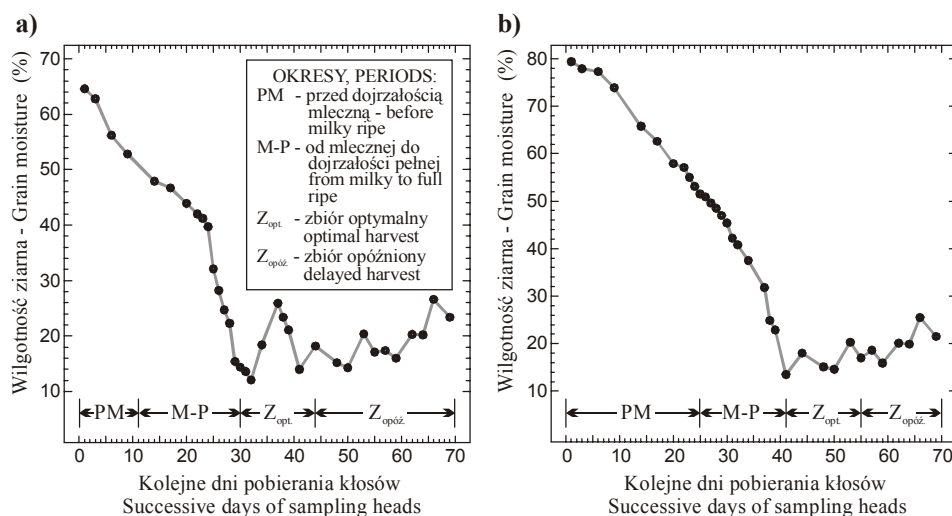 a)
Wilgotność ziarna - Grain moisture (%)
70
60
50
40
30
20
10
OKRESY, PERIODS:
PM - przed dojrzałością
mleczną - before
milky ripe
M-P - od mlecznej do
dojrzałości pełnej
from milky to full
ripe
Zopt. - zbiór optymalny
optimal harvest
Zopóź. - zbiór opóźniony
delayed harvest
PM M-P Zopt. Zopóź.
0 10 20 30 40 50 60 70
Kolejne dni pobierania kłosów
Successive days of sampling heads
b)
Wilgotność ziarna - Grain moisture (%)
80
70
60
50
40
30
20
10
PM M-P Zopt. Zopóź.
0 10 20 30 40 50 60 70
Kolejne dni pobierania kłosów
Successive days of sampling heads